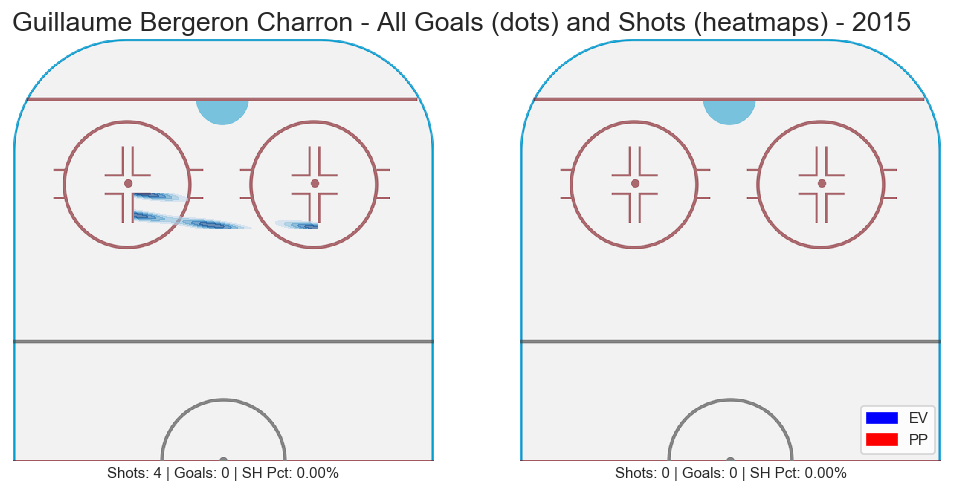 Guillaume Bergeron Charron - All Goals (dots) and Shots (heatmaps) - 2015
EV
PP
Shots: 4 | Goals: 0 | SH Pct: 0.00%
Shots: 0 | Goals: 0 | SH Pct: 0.00%